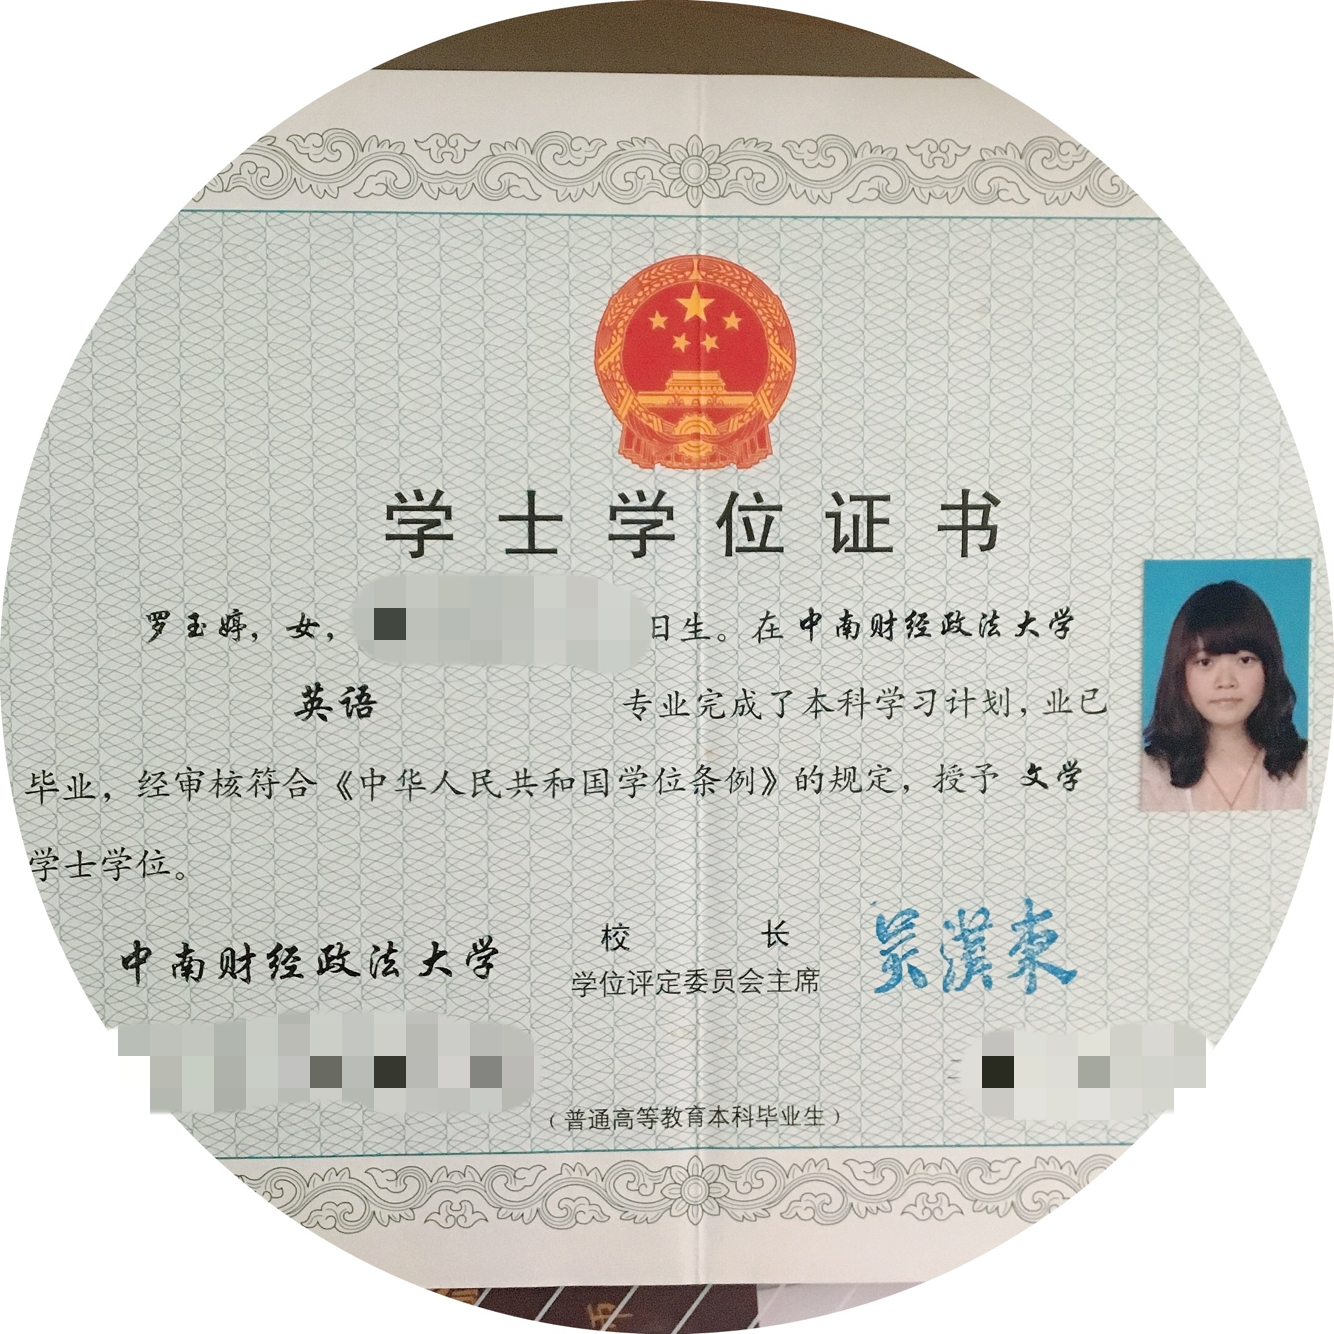 学士学位证书
罗玉婷，女，
日生。在中南财经政法大学
英语 专业完成了本科学习计划，业已
毕业，经审核符合《中华人民共和国学位条例》的规定，授予 文学
学士学位。
中南财经政法大学
校 长
学位评定委员会主席
吴汉东
（普通高等教育本科毕业生）